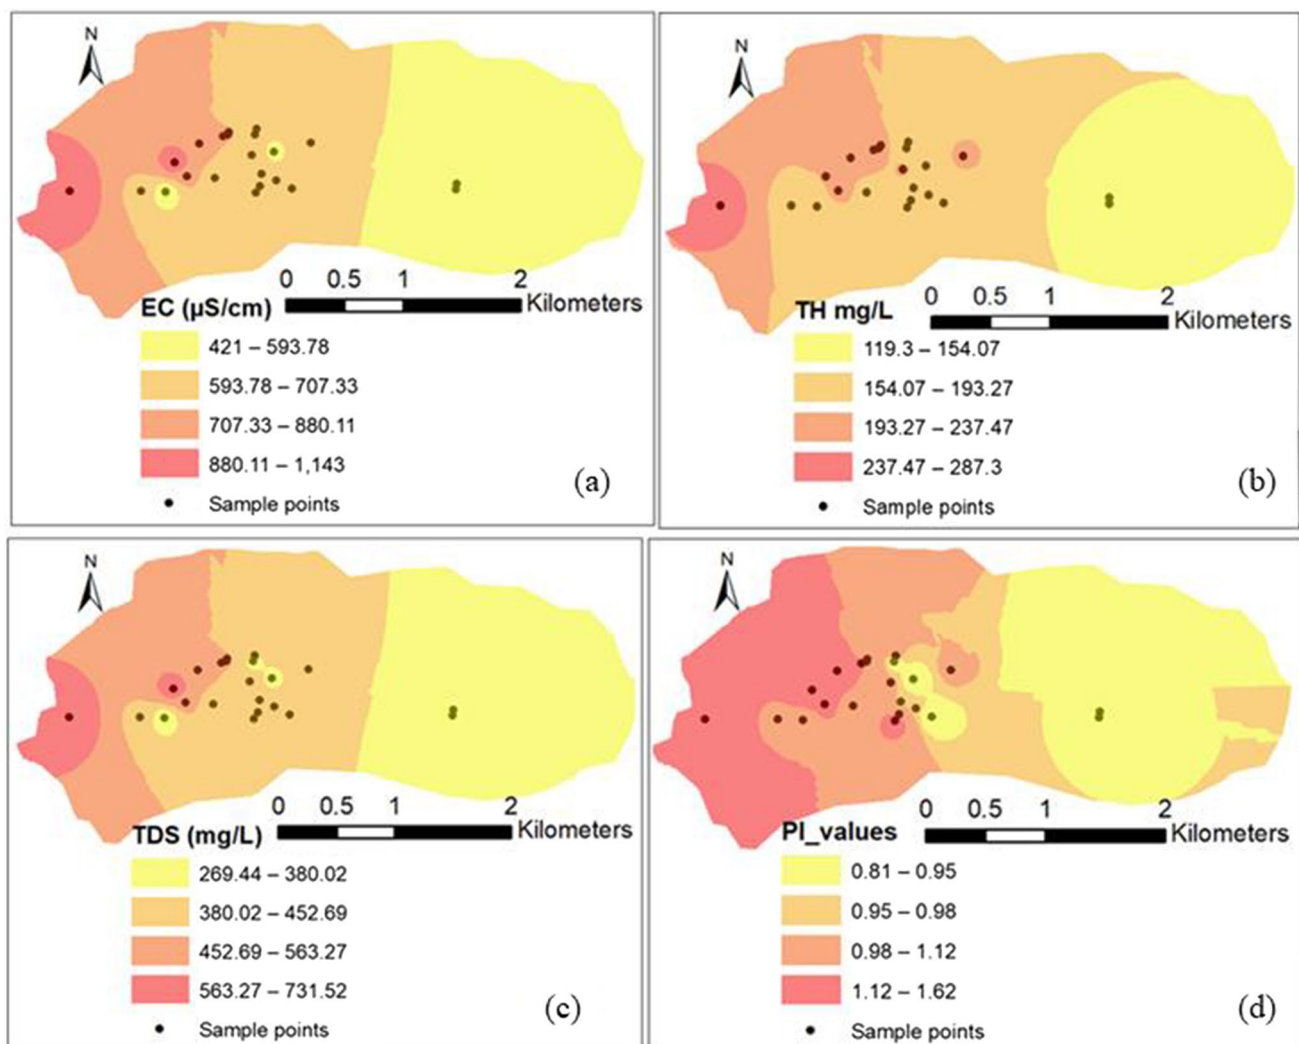 N
0 0.5 1 2
Kilometers
EC (µS/cm)
421 – 593.78
593.78 – 707.33
707.33 – 880.11
880.11 – 1,143
Sample points
(a)
N
0 0.5 1 2
Kilometers
TH mg/L
119.3 – 154.07
154.07 – 193.27
193.27 – 237.47
237.47 – 287.3
Sample points
(b)
N
0 0.5 1 2
Kilometers
TDS (mg/L)
269.44 – 380.02
380.02 – 452.69
452.69 – 563.27
563.27 – 731.52
Sample points
(c)
N
0 0.5 1 2
Kilometers
PI_values
0.81 – 0.95
0.95 – 0.98
0.98 – 1.12
1.12 – 1.62
Sample points
(d)